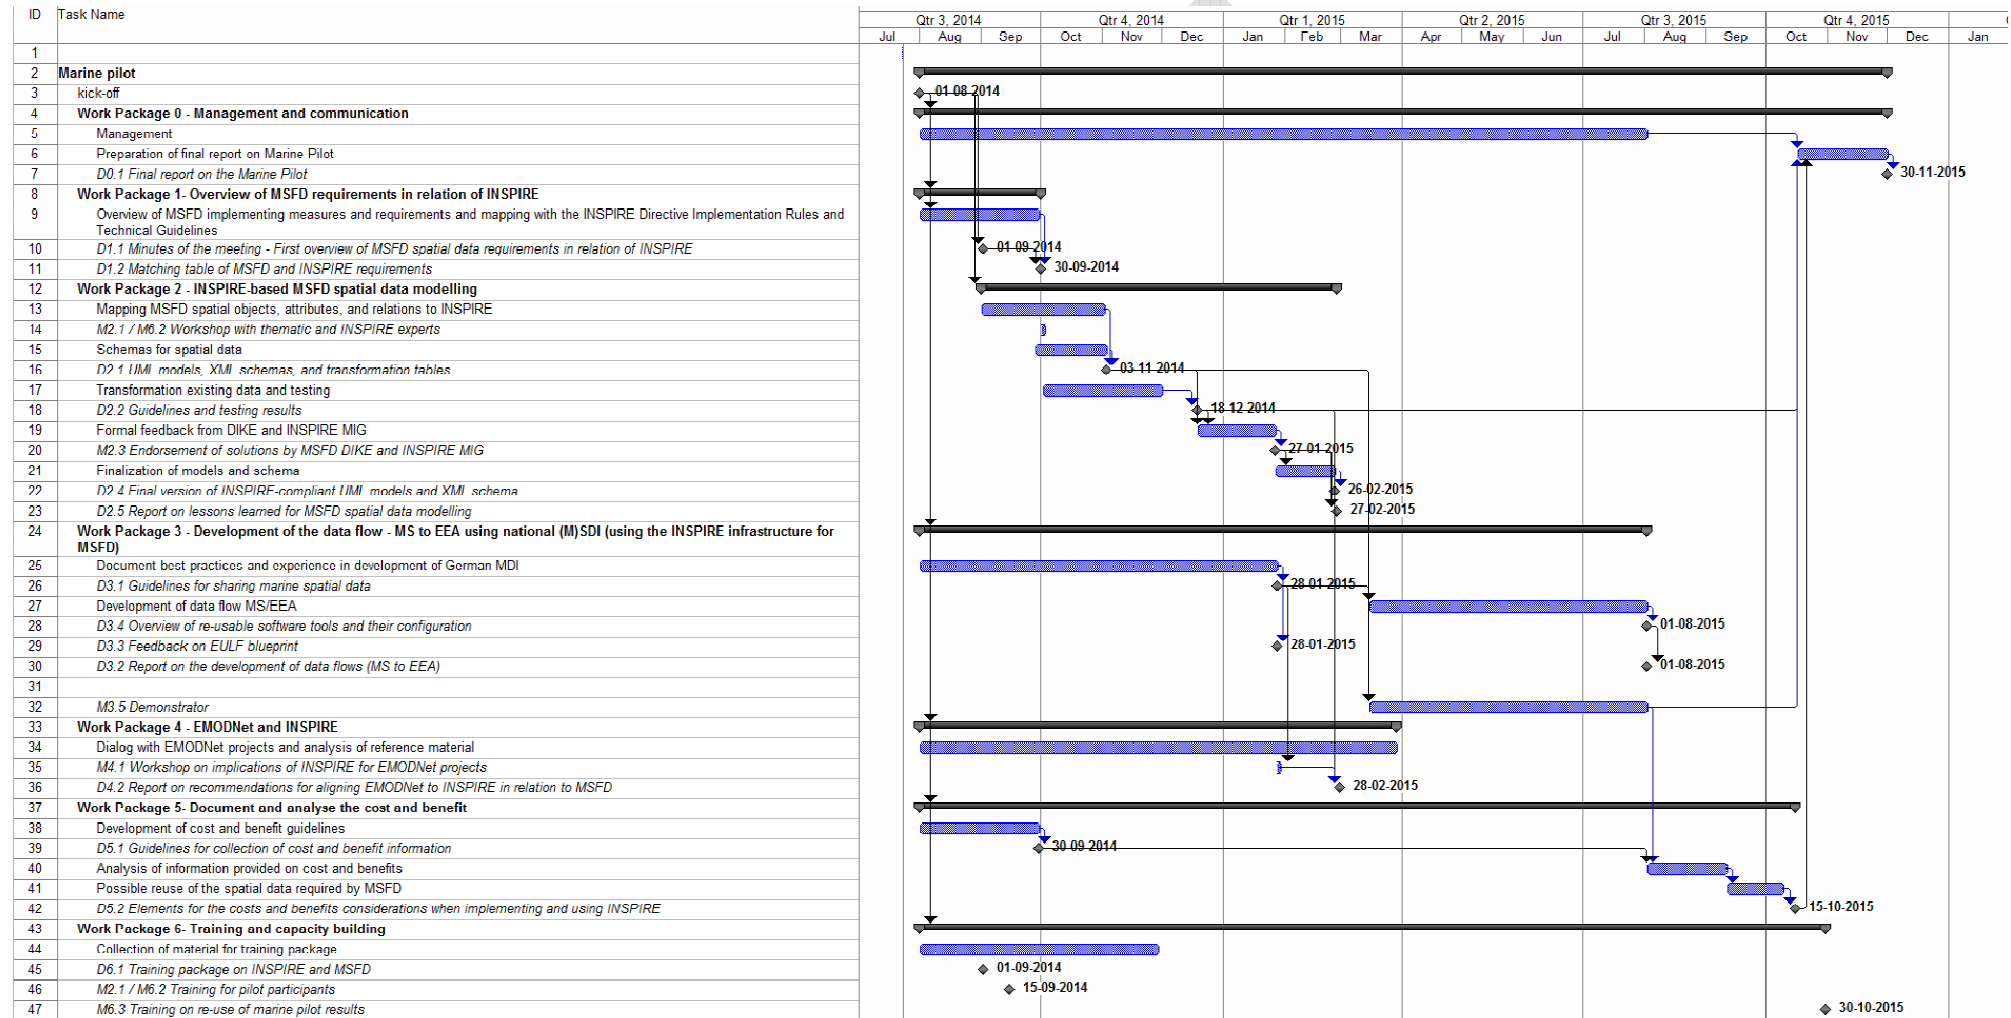 ID Task Name
Qtr 3, 2014 Qtr 4, 2014 Qtr 1, 2015 Qtr 2, 2015 Qtr 3, 2015 Qtr 4, 2015
Jul Aug Sep Oct Nov Dec Jan Feb Mar Apr May Jun Jul Aug Sep Oct Nov Dec Jan
1
2 Marine pilot
3 kick-off 01-08-2014
4 Work Package 0 - Management and communication
5 Management
6 Preparation of final report on Marine Pilot
7 D0.1 Final report on the Marine Pilot 30-11-2015
8 Work Package 1- Overview of MSFD requirements in relation of INSPIRE
9 Overview of MSFD implementing measures and requirements and mapping with the INSPIRE Directive Implementation Rules and
Technical Guidelines
10 D1.1 Minutes of the meeting - First overview of MSFD spatial data requirements in relation of INSPIRE 01-09-2014
11 D1.2 Matching table of MSFD and INSPIRE requirements 30-09-2014
12 Work Package 2 - INSPIRE-based MSFD spatial data modelling
13 Mapping MSFD spatial objects, attributes, and relations to INSPIRE
14 M2.1 / M6.2 Workshop with thematic and INSPIRE experts
15 Schemas for spatial data
16 D2.1 UML models, XML schemas, and transformation tables 03-11-2014
17 Transformation existing data and testing
18 D2.2 Guidelines and testing results 18-12-2014
19 Formal feedback from DIKE and INSPIRE MIG
20 M2.3 Endorsement of solutions by MSFD DIKE and INSPIRE MIG 27-01-2015
21 Finalization of models and schema
22 D2.4 Final version of INSPIRE-compliant UML models and XML schema 26-02-2015
23 D2.5 Report on lessons learned for MSFD spatial data modelling 27-02-2015
24 Work Package 3 - Development of the data flow - MS to EEA using national (M)SDI (using the INSPIRE infrastructure for
MSFD)
25 Document best practices and experience in development of German MDI
26 D3.1 Guidelines for sharing marine spatial data 28-01-2015
27 Development of data flow MS/EEA
28 D3.4 Overview of re-usable software tools and their configuration 01-08-2015
29 D3.3 Feedback on EULF blueprint 28-01-2015
30 D3.2 Report on the development of data flows (MS to EEA) 01-08-2015
31
32 M3.5 Demonstrator
33 Work Package 4 - EMODNet and INSPIRE
34 Dialog with EMODNet projects and analysis of reference material
35 M4.1 Workshop on implications of INSPIRE for EMODNet projects
36 D4.2 Report on recommendations for aligning EMODNet to INSPIRE in relation to MSFD 28-02-2015
37 Work Package 5- Document and analyse the cost and benefit
38 Development of cost and benefit guidelines
39 D5.1 Guidelines for collection of cost and benefit information 30-09-2014
40 Analysis of information provided on cost and benefits
41 Possible reuse of the spatial data required by MSFD
42 D5.2 Elements for the costs and benefits considerations when implementing and using INSPIRE 15-10-2015
43 Work Package 6- Training and capacity building
44 Collection of material for training package
45 D6.1 Training package on INSPIRE and MSFD 01-09-2014
46 M2.1 / M6.2 Training for pilot participants 15-09-2014
47 M6.3 Training on re-use of marine pilot results 30-10-2015